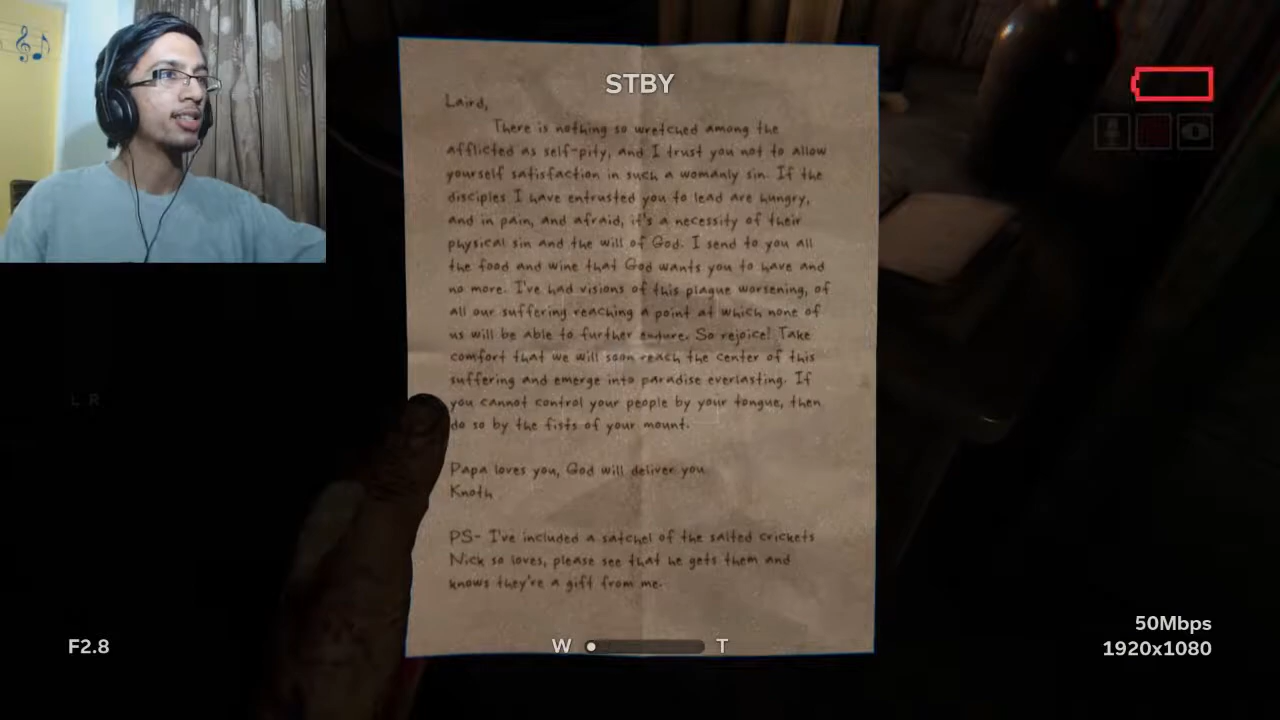 STBY
Laird,
There is nothing so wretched among the
afflicted as self-pity, and I trust you not to allow
yourself satisfaction in such a womanly sin. If the
disciples I have entrusted you to lead are hungry,
and in pain, and afraid, it's a necessity of their
physical sin and the will of God. I send to you all
the food and wine that God wants you to have and
no more. I've had visions of this plague worsening, of
all our suffering reaching a point at which none of
us will be able to further endure. So rejoice! Take
comfort that we will soon reach the center of this
suffering and emerge into paradise everlasting. If
you cannot control your people by your tongue, then
do so by the fists of your mount.
Papa loves you, God will deliver you
Knoth
PS- I've included a satchel of the salted crickets
Nick so loves, please see that he gets them and
knows they're a gift from me.
L R
F2.8
W T
50Mbps
1920x1080